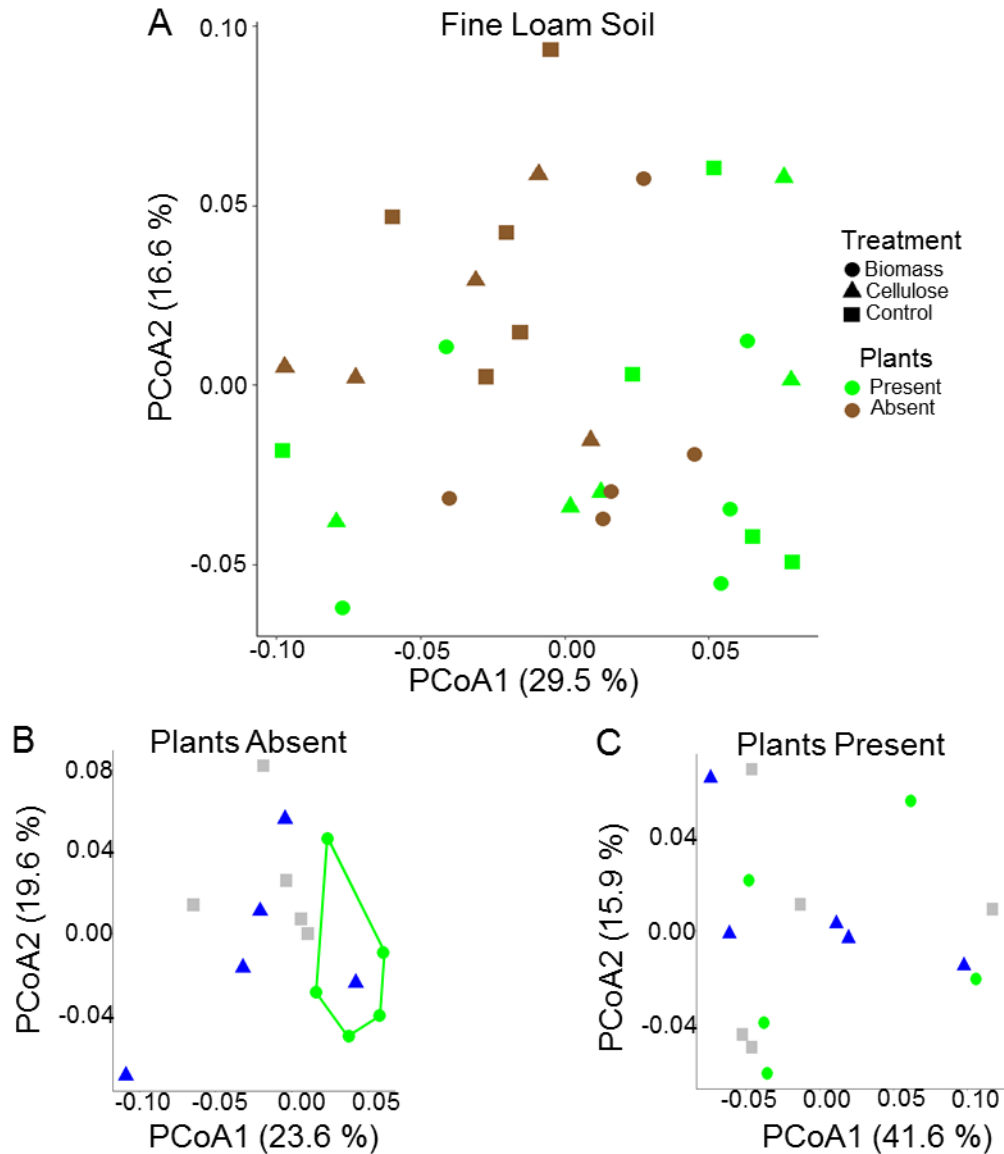 A
Fine Loam Soil
0.10
0.05
0.00
-0.05
PCoA2 (16.6 %)
-0.10
-0.05
0.00
0.05
PCoA1 (29.5 %)
Treatment
Biomass
Cellulose
Control
Plants
Present
Absent
B
Plants Absent
0.08
0.04
0.00
-0.04
PCoA2 (19.6 %)
-0.10
-0.05
0.00
0.05
PCoA1 (23.6 %)
C
Plants Present
0.04
0.00
-0.04
PCoA2 (15.9 %)
-0.05
0.00
0.05
0.10
PCoA1 (41.6 %)